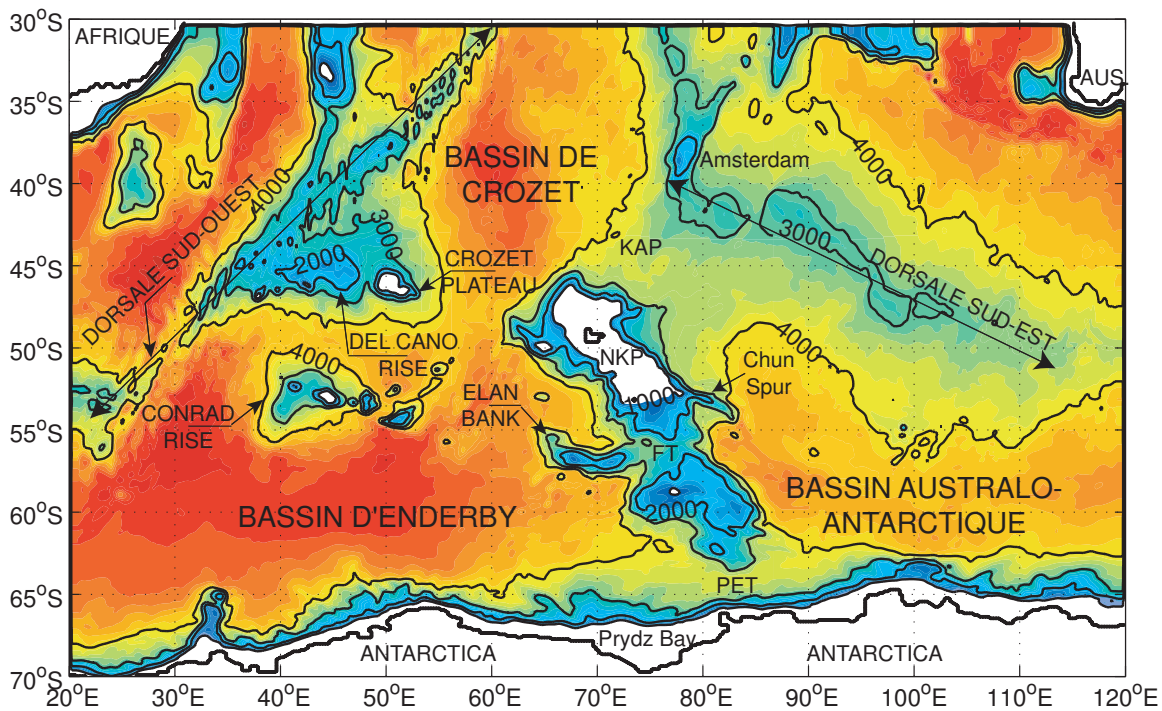 30°S
AFRIQUE
AUS.
35°S
4000
BASSIN DE
CROZET
Amsterdam
40°S
4000
3000
3000
KAP
DORSALE SUD-OUEST
DORSALE SUD-EST
45°S
2000
CROZET
PLATEAU
50°S
4000
DEL CANO
RISE
NKP
4000
Chun
Spur
CONRAD
RISE
ELAN
BANK
1000
55°S
FT
BASSIN D'ENDERBY
2000
BASSIN AUSTRALO-
ANTARCTIQUE
60°S
PET
65°S
Prydz Bay
ANTARCTICA
ANTARCTICA
70°S
20°E 30°E 40°E 50°E 60°E 70°E 80°E 90°E 100°E 110°E 120°E